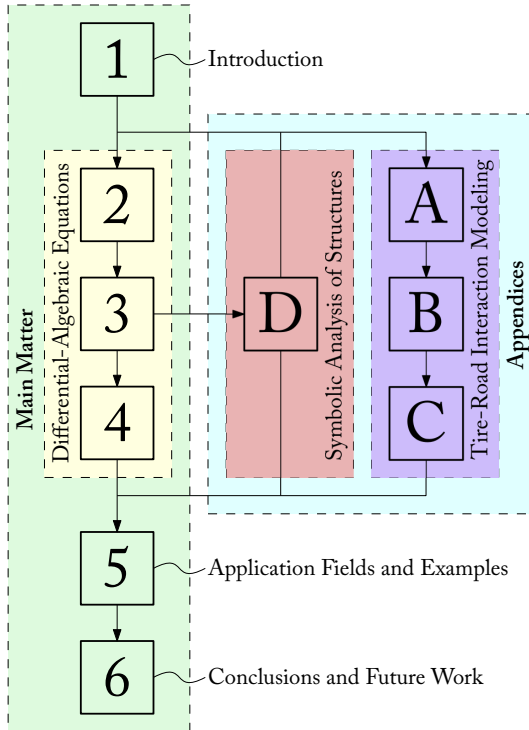 1
Introduction
Main Matter
Differential-Algebraic Equations
2
3
4
Symbolic Analysis of Structures
D
Tire-Road Interaction Modeling
A
B
C
Appendices
5
Application Fields and Examples
6
Conclusions and Future Work